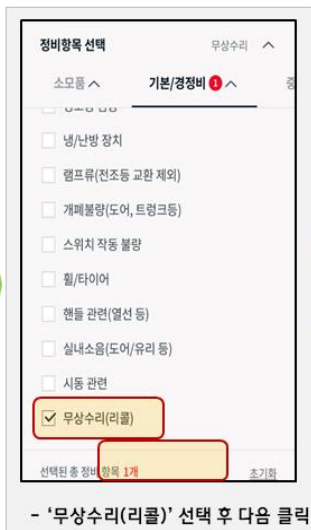 정비항목 선택 무상수리
소모품 기본/경정비 1 중
냉/난방 장치
램프류(전조등 교환 제외)
개폐불량(도어, 트렁크등)
스위치 작동 불량
휠/타이어
핸들 관련(열선 등)
실내소음(도어/유리 등)
시동 관련
무상수리(리콜)
선택된 총 정비 항목 1개 초기화
- ‘무상수리(리콜)’ 선택 후 다음 클릭